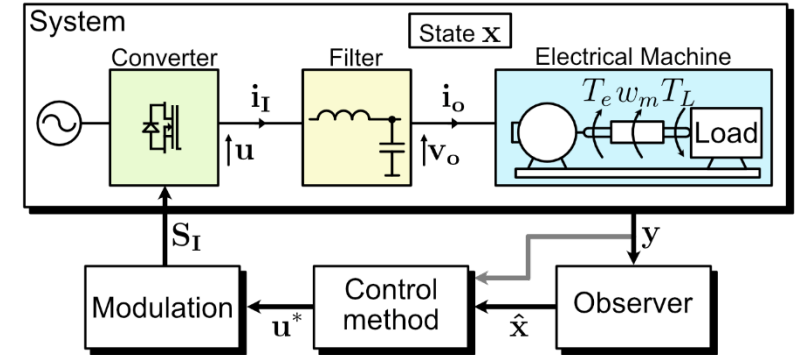 System
State x
Converter
Filter
Electrical Machine
i_I
i_o
T_e w_m T_L
Load
u
v_o
S_I
y
Modulation
Control
method
Observer
u*
x̂